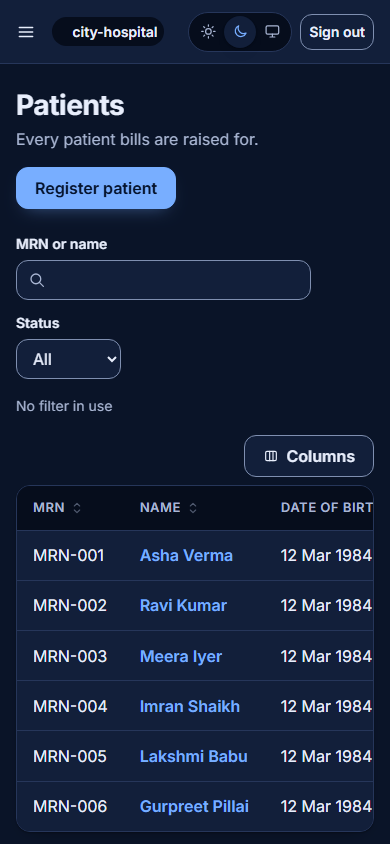 city-hospital
Sign out
Patients
Every patient bills are raised for.
Register patient
MRN or name
Status
All
No filter in use
Columns
MRN NAME DATE OF BIRT
MRN-001 Asha Verma 12 Mar 1984
MRN-002 Ravi Kumar 12 Mar 1984
MRN-003 Meera Iyer 12 Mar 1984
MRN-004 Imran Shaikh 12 Mar 1984
MRN-005 Lakshmi Babu 12 Mar 1984
MRN-006 Gurpreet Pillai 12 Mar 1984